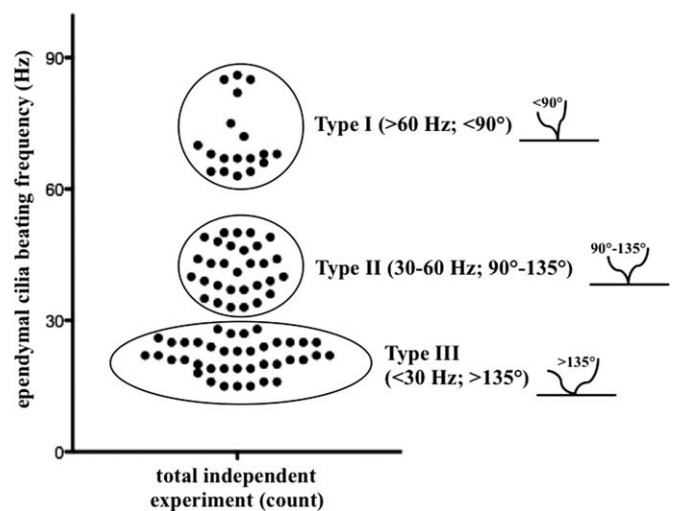 ependymal cilia beating frequency (Hz)
90
60
30
0
Type I (>60 Hz; <90°)
<90°
Type II (30-60 Hz; 90°-135°)
90°-135°
Type III
(<30 Hz; >135°)
>135°
total independent
experiment (count)